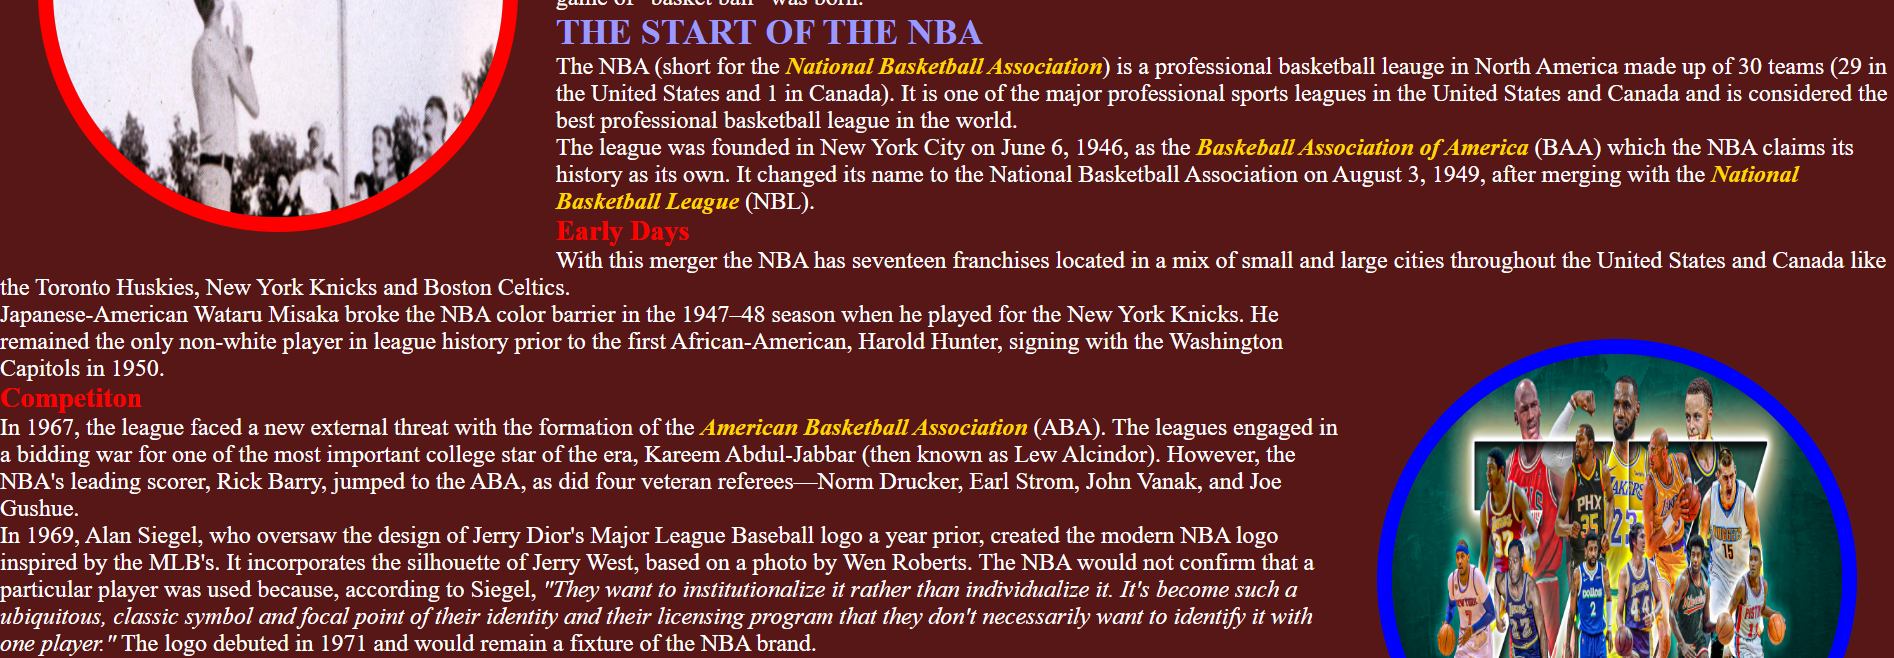 game of "basket ball" was born.
THE START OF THE NBA
The NBA (short for the National Basketball Association) is a professional basketball leauge in North America made up of 30 teams (29 in
the United States and 1 in Canada). It is one of the major professional sports leagues in the United States and Canada and is considered the
best professional basketball league in the world.
The league was founded in New York City on June 6, 1946, as the Baskeball Association of America (BAA) which the NBA claims its
history as its own. It changed its name to the National Basketball Association on August 3, 1949, after merging with the National
Basketball League (NBL).
Early Days
With this merger the NBA has seventeen franchises located in a mix of small and large cities throughout the United States and Canada like
the Toronto Huskies, New York Knicks and Boston Celtics.
Japanese-American Wataru Misaka broke the NBA color barrier in the 1947–48 season when he played for the New York Knicks. He
remained the only non-white player in league history prior to the first African-American, Harold Hunter, signing with the Washington
Capitols in 1950.
Competiton
In 1967, the league faced a new external threat with the formation of the American Basketball Association (ABA). The leagues engaged in
a bidding war for one of the most important college star of the era, Kareem Abdul-Jabbar (then known as Lew Alcindor). However, the
NBA's leading scorer, Rick Barry, jumped to the ABA, as did four veteran referees—Norm Drucker, Earl Strom, John Vanak, and Joe
Gushue.
In 1969, Alan Siegel, who oversaw the design of Jerry Dior's Major League Baseball logo a year prior, created the modern NBA logo
inspired by the MLB's. It incorporates the silhouette of Jerry West, based on a photo by Wen Roberts. The NBA would not confirm that a
particular player was used because, according to Siegel, "They want to institutionalize it rather than individualize it. It's become such a
ubiquitous, classic symbol and focal point of their identity and their licensing program that they don't necessarily want to identify it with
one player." The logo debuted in 1971 and would remain a fixture of the NBA brand.
PHX
35
LAKERS
23
NUGGETS
15
2
44